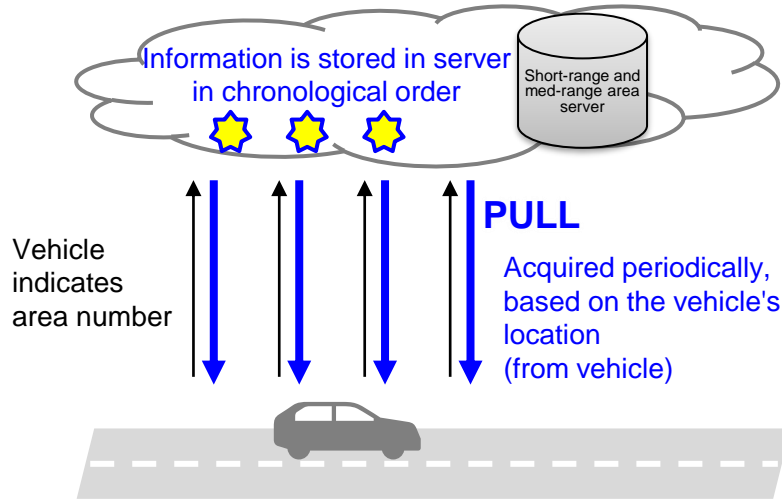 Information is stored in server
in chronological order
Short-range and
med-range area
server
PULL
Vehicle
indicates
area number
Acquired periodically,
based on the vehicle's
location
(from vehicle)